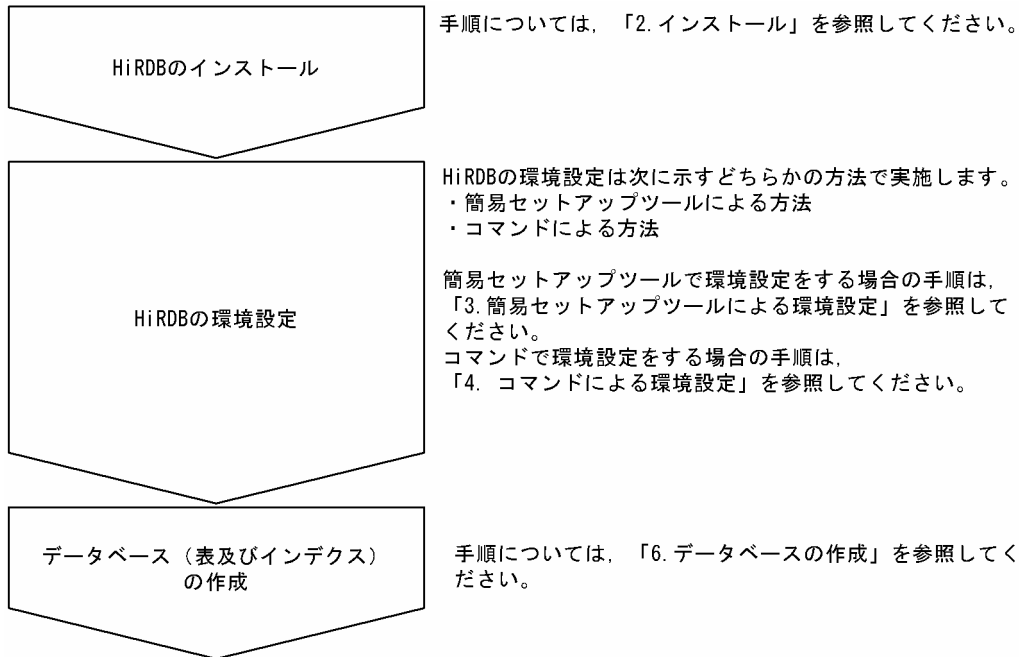 手順については，「2.インストール」を参照してください。
HiRDBのインストール
HiRDBの環境設定は次に示すどちらかの方法で実施します。
・簡易セットアップツールによる方法
・コマンドによる方法
簡易セットアップツールで環境設定をする場合の手順は，
「3.簡易セットアップツールによる環境設定」を参照して
ください。
コマンドで環境設定をする場合の手順は，
「4. コマンドによる環境設定」を参照してください。
HiRDBの環境設定
データベース（表及びインデクス）
の作成
手順については，「6.データベースの作成」を参照してく
ださい。